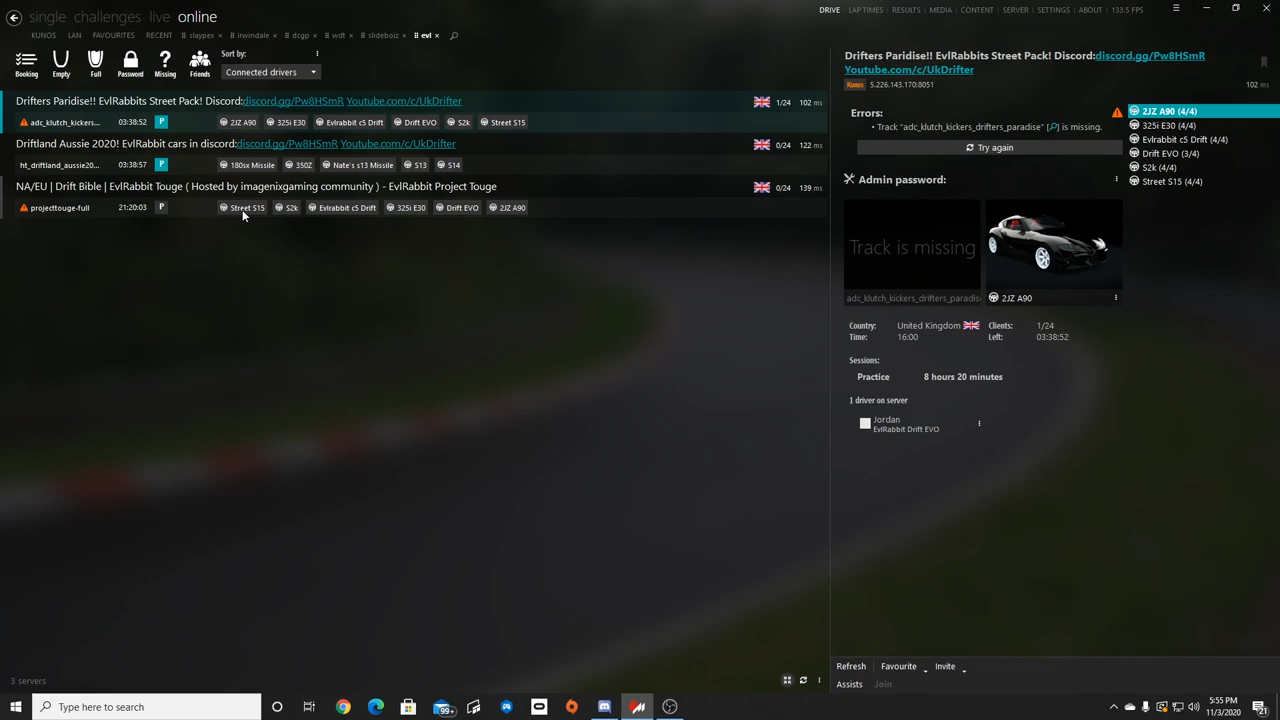 single challenges live online
DRIVE LAP TIMES RESULTS MEDIA CONTENT SERVER SETTINGS ABOUT 133.5 FPS
KUNOS LAN FAVOURITES RECENT slaypex × irwindale × dcgp × wdt × slideboiz × evl ×
Sort by:
Booking Empty Full Password Missing Friends
Connected drivers
Drifters Paridise!! EvlRabbits Street Pack! Discord:discord.gg/Pw8HSmR Youtube.com/c/UkDrifter 1/24 102 ms
adc_klutch_kickers... 03:38:52 P 2JZ A90 325i E30 Evlrabbit c5 Drift Drift EVO S2k Street S15
Driftland Aussie 2020! EvlRabbit cars in discord:discord.gg/Pw8HSmR Youtube.com/c/UkDrifter 0/24 122 ms
ht_driftland_aussie20... 03:38:57 P 180sx Missile 350Z Nate's s13 Missile S13 S14
NA/EU | Drift Bible | EvlRabbit Touge ( Hosted by imagenixgaming community ) - EvlRabbit Project Touge 0/24 139 ms
projecttouge-full 21:20:03 P Street S15 S2k Evlrabbit c5 Drift 325i E30 Drift EVO 2JZ A90
3 servers
Drifters Paridise!! EvlRabbits Street Pack! Discord:discord.gg/Pw8HSmR
Youtube.com/c/UkDrifter
Kunos 5.226.143.170:8051 102 ms
Errors:
• Track "adc_klutch_kickers_drifters_paradise" [🔎] is missing.
Try again
Admin password:
Track is missing
adc_klutch_kickers_drifters_paradis
2JZ A90
Country: United Kingdom Clients: 1/24
Time: 16:00 Left: 03:38:52
Sessions:
Practice 8 hours 20 minutes
1 driver on server
Jordan
EvlRabbit Drift EVO
2JZ A90 (4/4)
325i E30 (4/4)
Evlrabbit c5 Drift (4/4)
Drift EVO (3/4)
S2k (4/4)
Street S15 (4/4)
Refresh Favourite Invite
Assists Join
Type here to search
99+
5:55 PM
11/3/2020
21